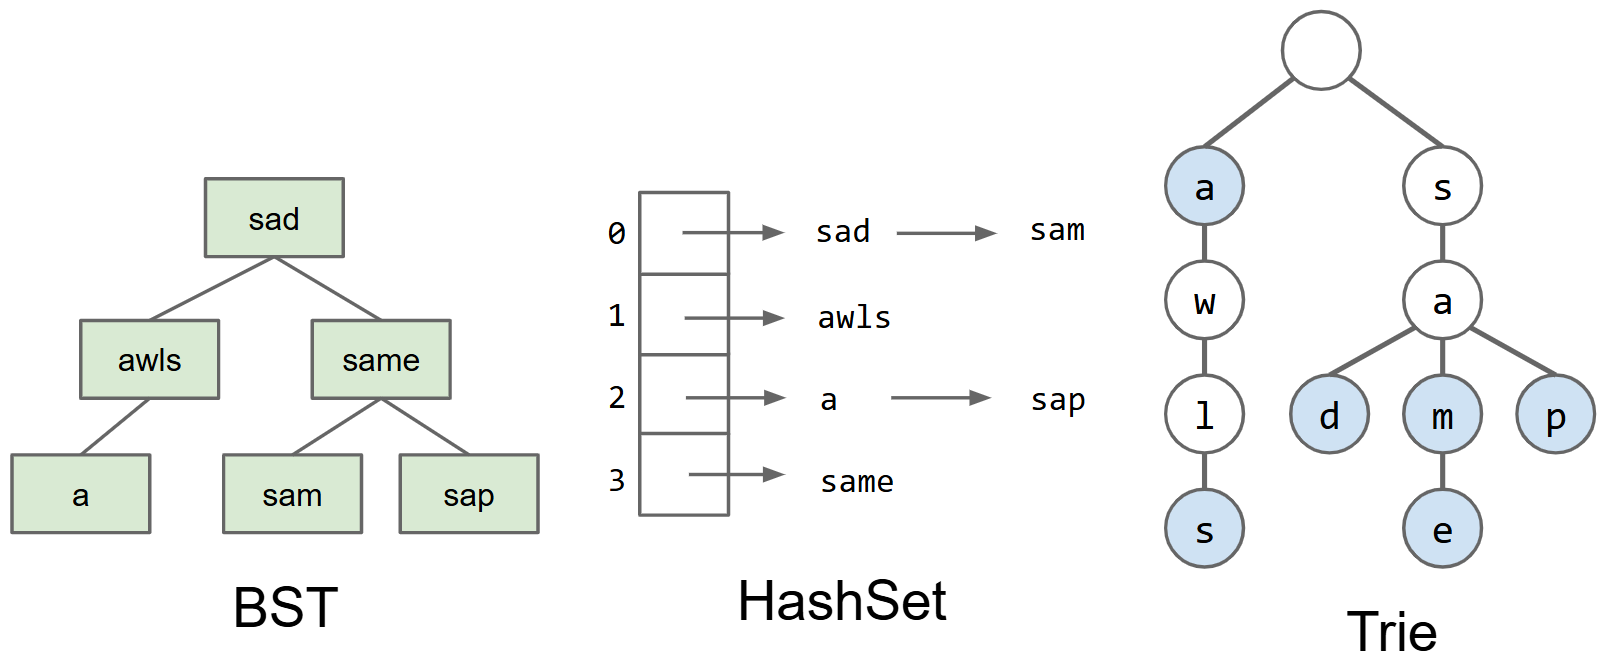 sad
awls same
a sam sap
BST
0 sad sam
1 awls
2 a sap
3 same
HashSet
a s
w a
l d m p
s e
Trie